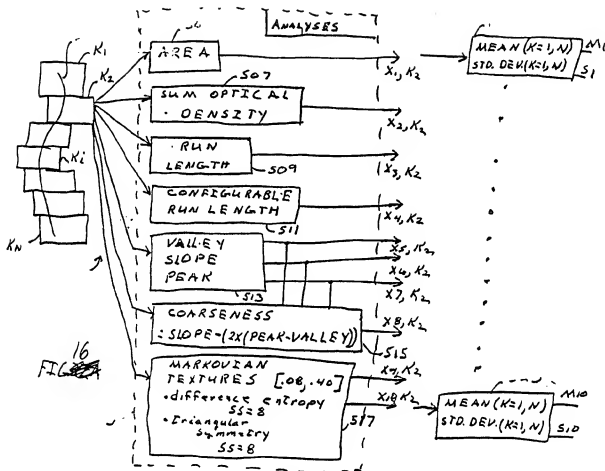 ANALYSES
K1
K2
Ki
KN
AREA
X1, K2
507
SUM OPTICAL
DENSITY
X2, K2
RUN
LENGTH
509
X3, K2
CONFIGURABLE
RUN LENGTH
511
X4, K2
VALLEY
SLOPE
PEAK
513
X5, K2
X6, K2
X7, K2
COARSENESS
:SLOPE-(2X(PEAK-VALLEY))
515
X8, K2
MARKOVIAN
TEXTURES [.08,.40]
•difference entropy
SS=8
•triangular
symmetry
SS=8
517
X9, K2
X10, K2
MEAN (K=1, N)
STD. DEV. (K=1, N)
M1
S1
MEAN (K=1, N)
STD. DEV. (K=1, N)
M10
S10
FIG 16